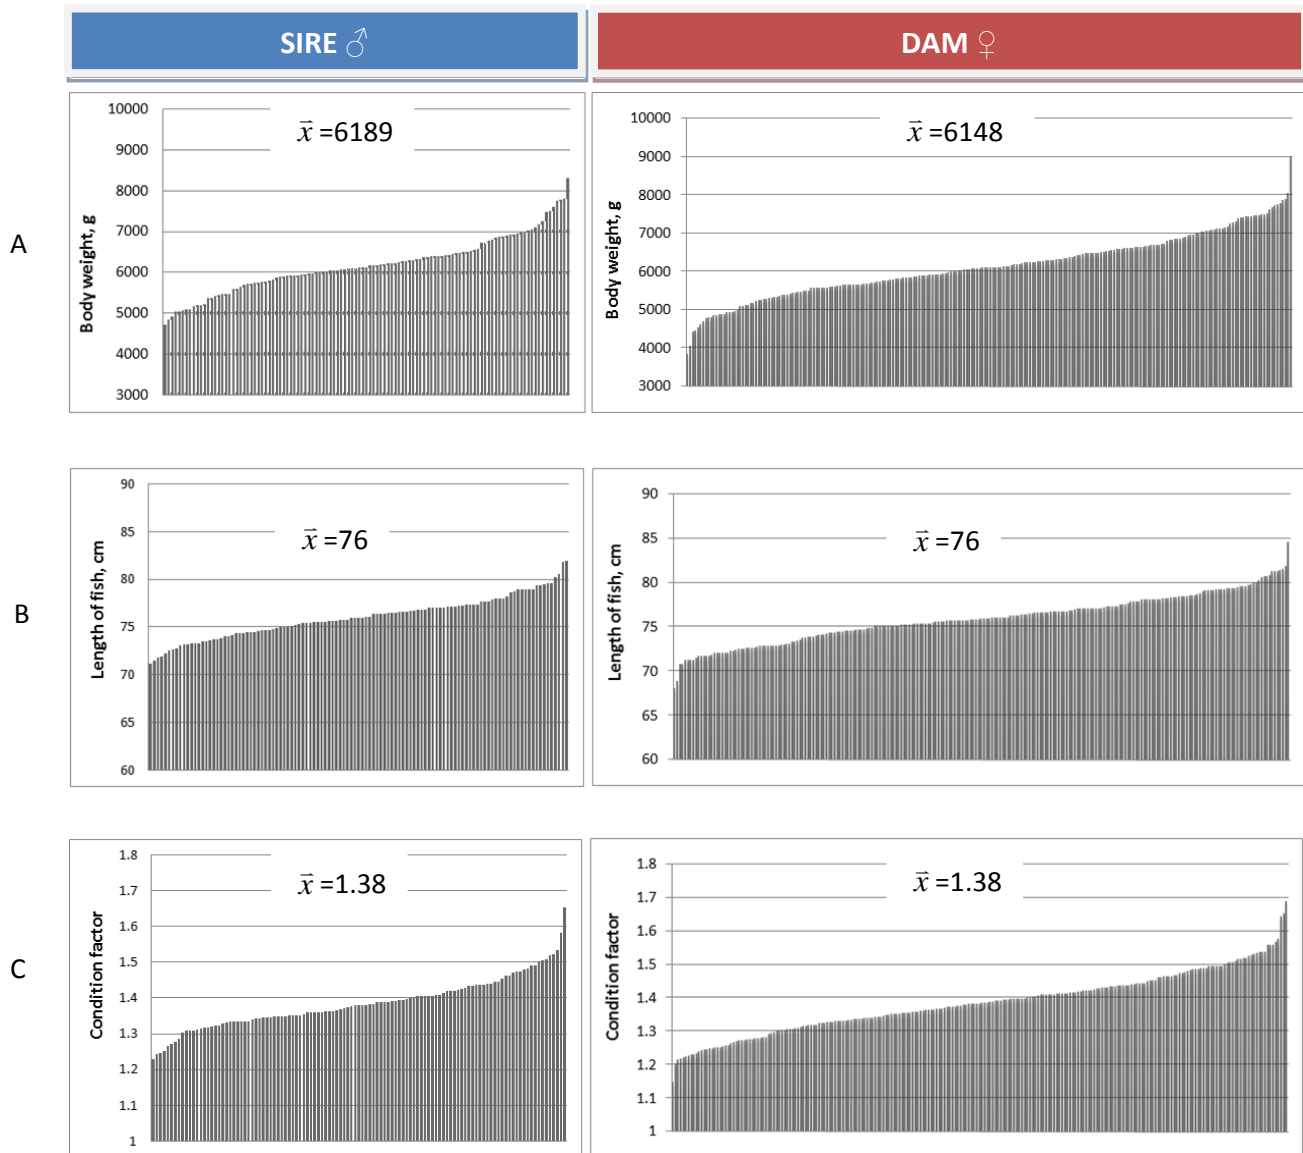 SIRE ♂
DAM ♀
A
Body weight, g
10000
9000
8000
7000
6000
5000
4000
3000
x̄ =6189
Body weight, g
10000
9000
8000
7000
6000
5000
4000
3000
x̄ =6148
B
Length of fish, cm
90
85
80
75
70
65
60
x̄ =76
Length of fish, cm
90
85
80
75
70
65
60
x̄ =76
C
Condition factor
1.8
1.7
1.6
1.5
1.4
1.3
1.2
1.1
1
x̄ =1.38
Condition factor
1.8
1.7
1.6
1.5
1.4
1.3
1.2
1.1
1
x̄ =1.38